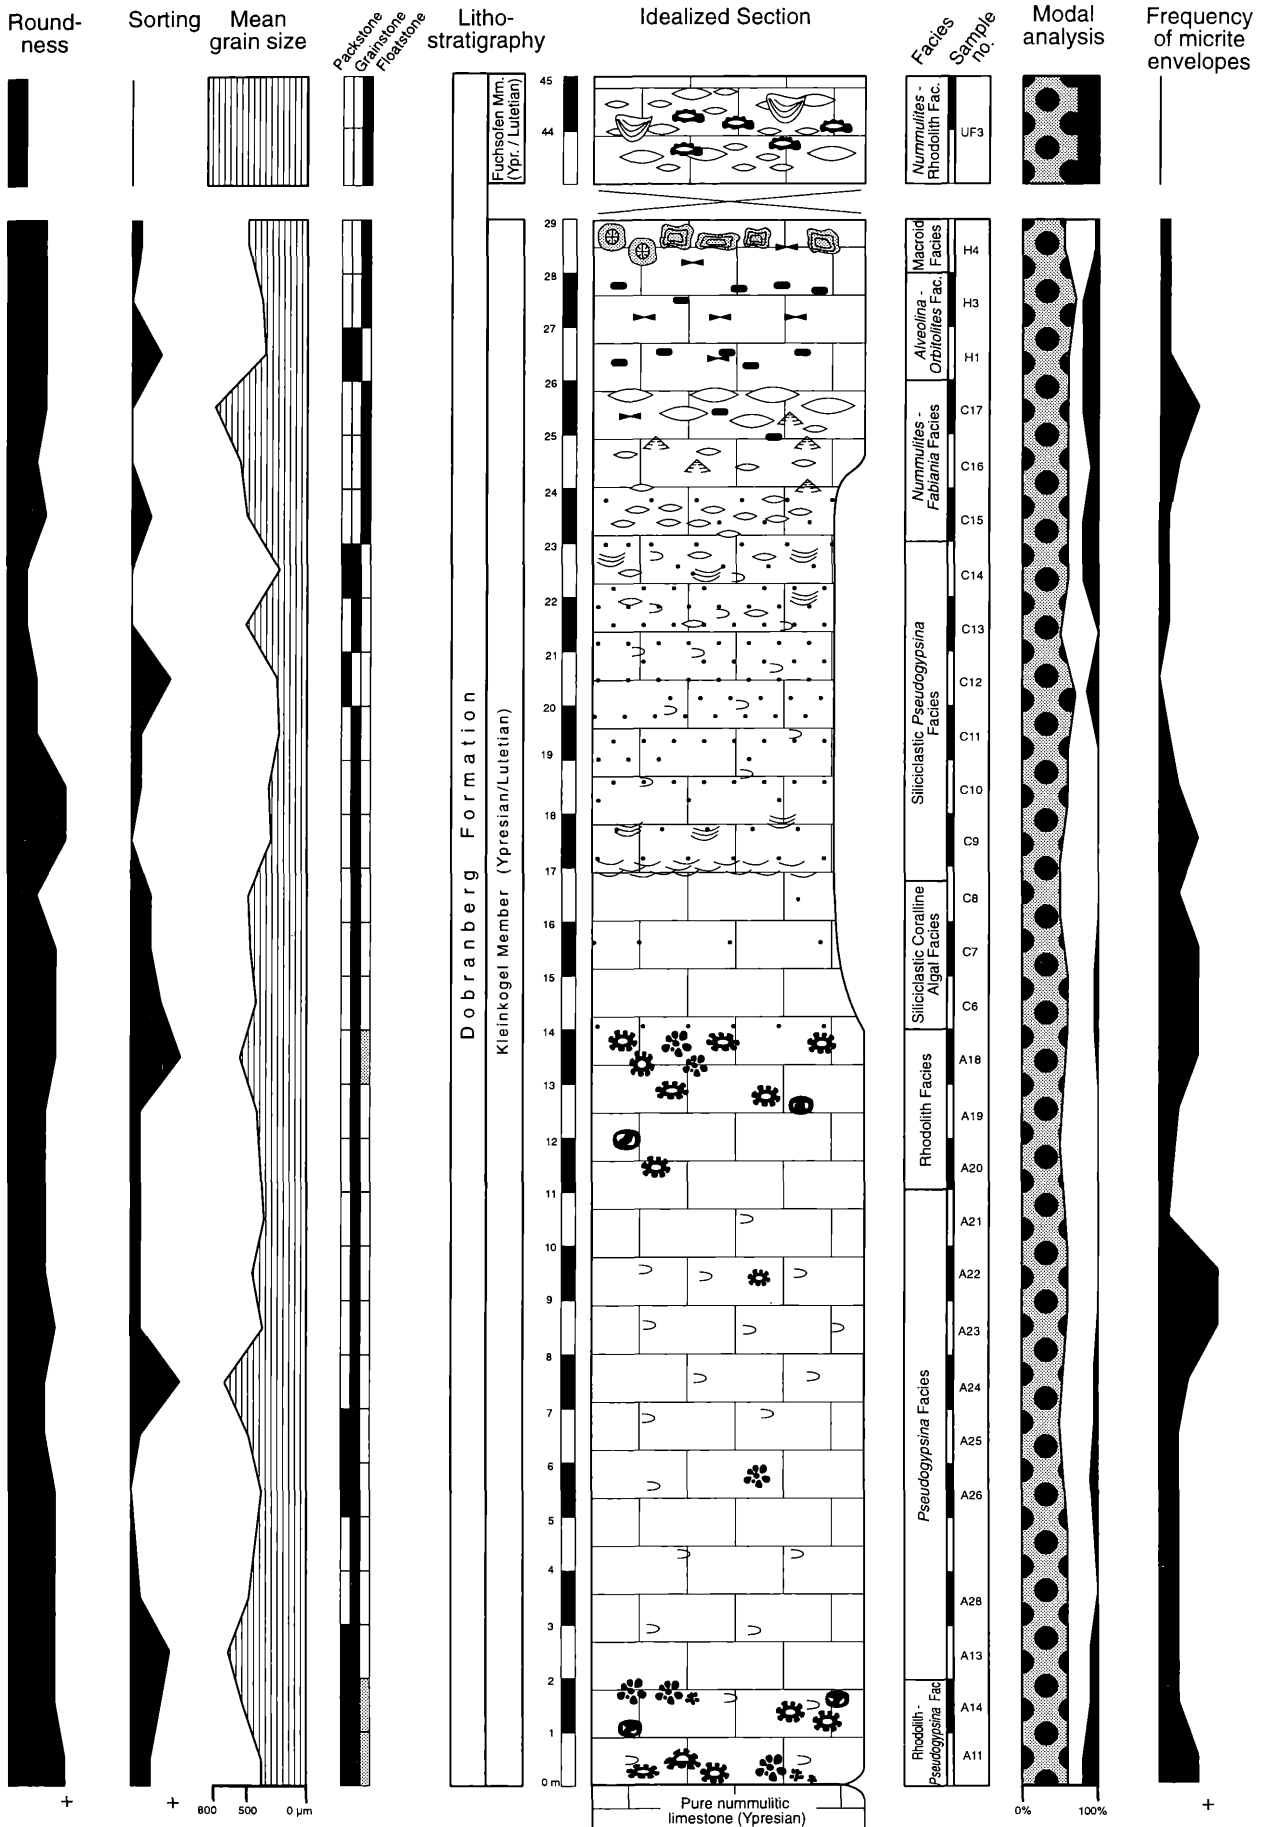 Round-
ness
Sorting
Mean
grain size
Packstone
Grainstone
Floatstone
Litho-
stratigraphy
Idealized Section
Facies
Sample
no.
Modal
analysis
Frequency
of micrite
envelopes
Fuchsofen Mm.
(Ypr. / Lutetian)
Dobranberg Formation
Kleinkogel Member (Ypresian/Lutetian)
45
44
29
28
27
26
25
24
23
22
21
20
19
18
17
16
15
14
13
12
11
10
9
8
7
6
5
4
3
2
1
0 m
Nummulites -
Rhodolith Fac.
Macroid
Facies
Alveolina -
Orbitolites Fac.
Nummulites -
Fabiania Facies
Siliciclastic Pseudogypsina
Facies
Siliciclastic Coralline
Algal Facies
Rhodolith Facies
Pseudogypsina Facies
Rhodolith -
Pseudogypsina Fac
UF3
H4
H3
H1
C17
C16
C15
C14
C13
C12
C11
C10
C9
C8
C7
C6
A18
A19
A20
A21
A22
A23
A24
A25
A26
A28
A13
A14
A11
+
+
800 500 0 µm
Pure nummulitic
limestone (Ypresian)
0% 100%
+